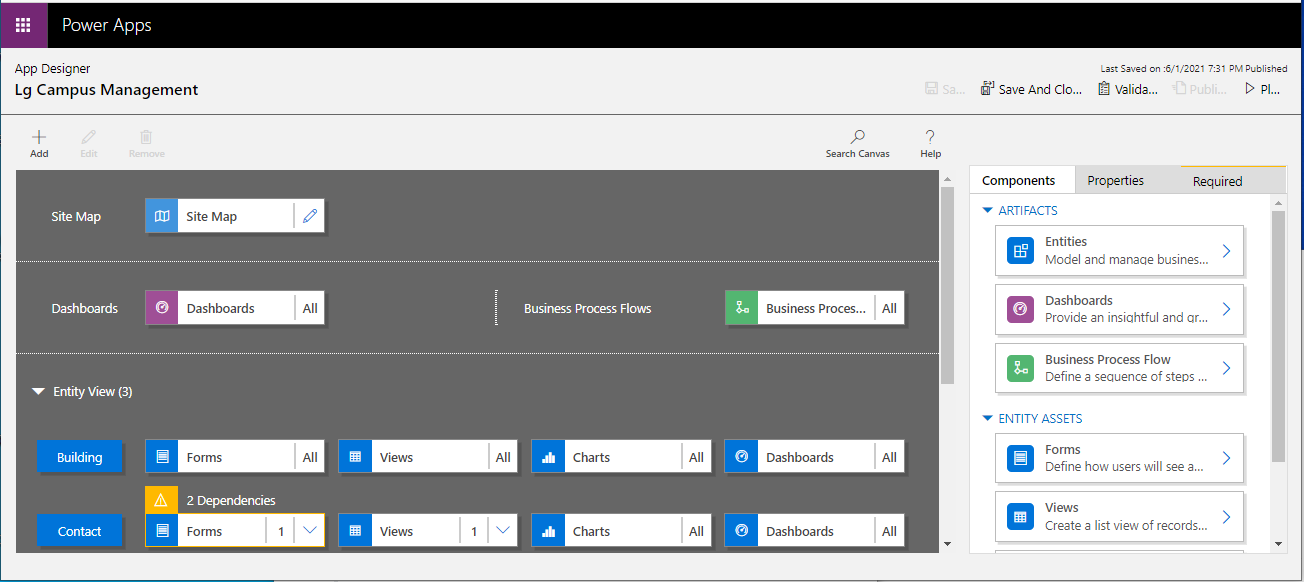 Power Apps
App Designer
Last Saved on :6/1/2021 7:31 PM Published
Lg Campus Management
Sa... Save And Clo... Valida... Publi... Pl...
Add Edit Remove Search Canvas Help
Components Properties Required
Site Map Site Map
Dashboards Dashboards All Business Process Flows Business Proces... All
Entity View (3)
Building Forms All Views All Charts All Dashboards All
2 Dependencies
Contact Forms 1 Views 1 Charts All Dashboards All
ARTIFACTS
Entities
Model and manage busines...
Dashboards
Provide an insightful and gr...
Business Process Flow
Define a sequence of steps ...
ENTITY ASSETS
Forms
Define how users will see a...
Views
Create a list view of records...